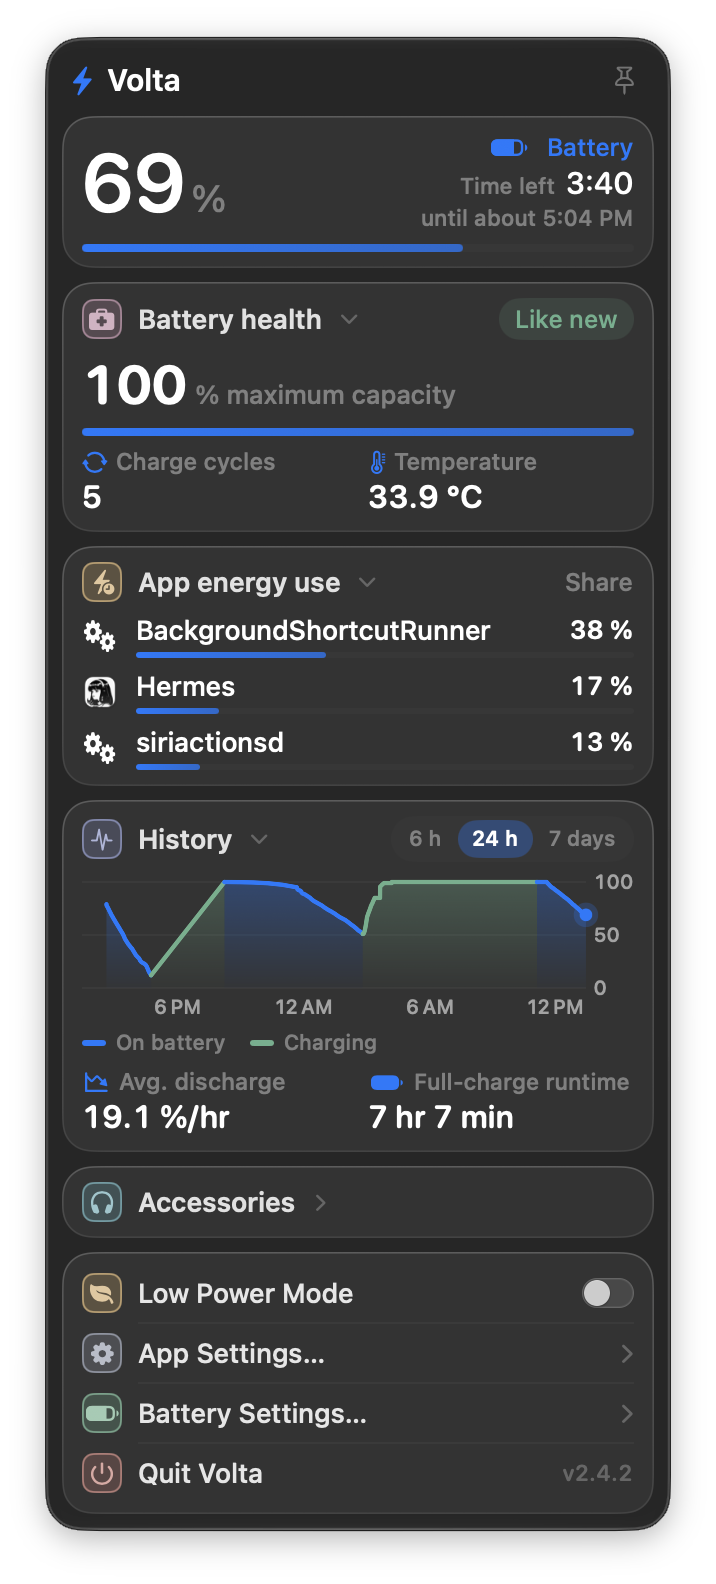 Volta
69 %
Battery
Time left 3:40
until about 5:04 PM
Battery health
Like new
100 % maximum capacity
Charge cycles
5
Temperature
33.9 °C
App energy use
Share
BackgroundShortcutRunner 38 %
Hermes 17 %
siriactionsd 13 %
History
6 h 24 h 7 days
100
50
0
6 PM 12 AM 6 AM 12 PM
On battery Charging
Avg. discharge
19.1 %/hr
Full-charge runtime
7 hr 7 min
Accessories
Low Power Mode
App Settings...
Battery Settings...
Quit Volta v2.4.2